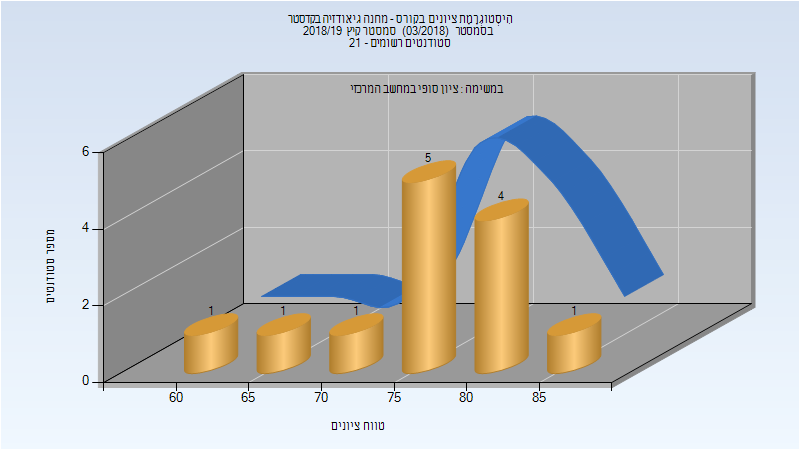 הִיסטוגרַמַת ציונים בקורס - מחנה גיאודזיה בקדסטר
בסמסטר (03/2018) סמסטר קיץ 2018/19
סטודנטים רשומים - 21
במשימה : ציון סופי במחשב המרכזי
מספר סטודנטים
6
4
2
0
1
1
1
5
4
1
60 65 70 75 80 85
טווח ציונים